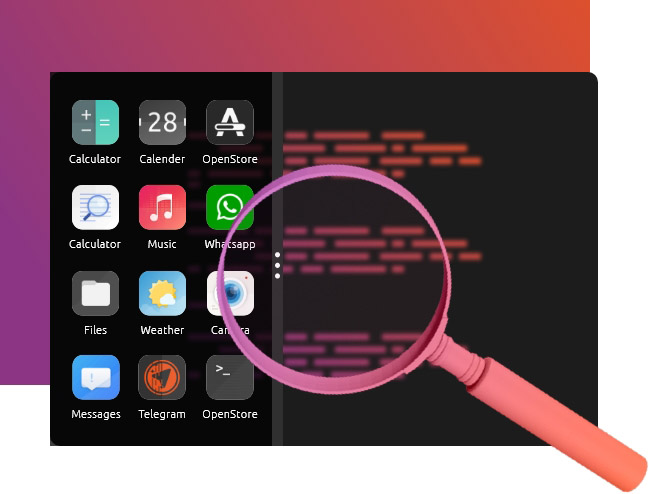 28
Calculator Calender OpenStore
Calculator Music Whatsapp
Files Weather Camera
>_
Messages Telegram OpenStore